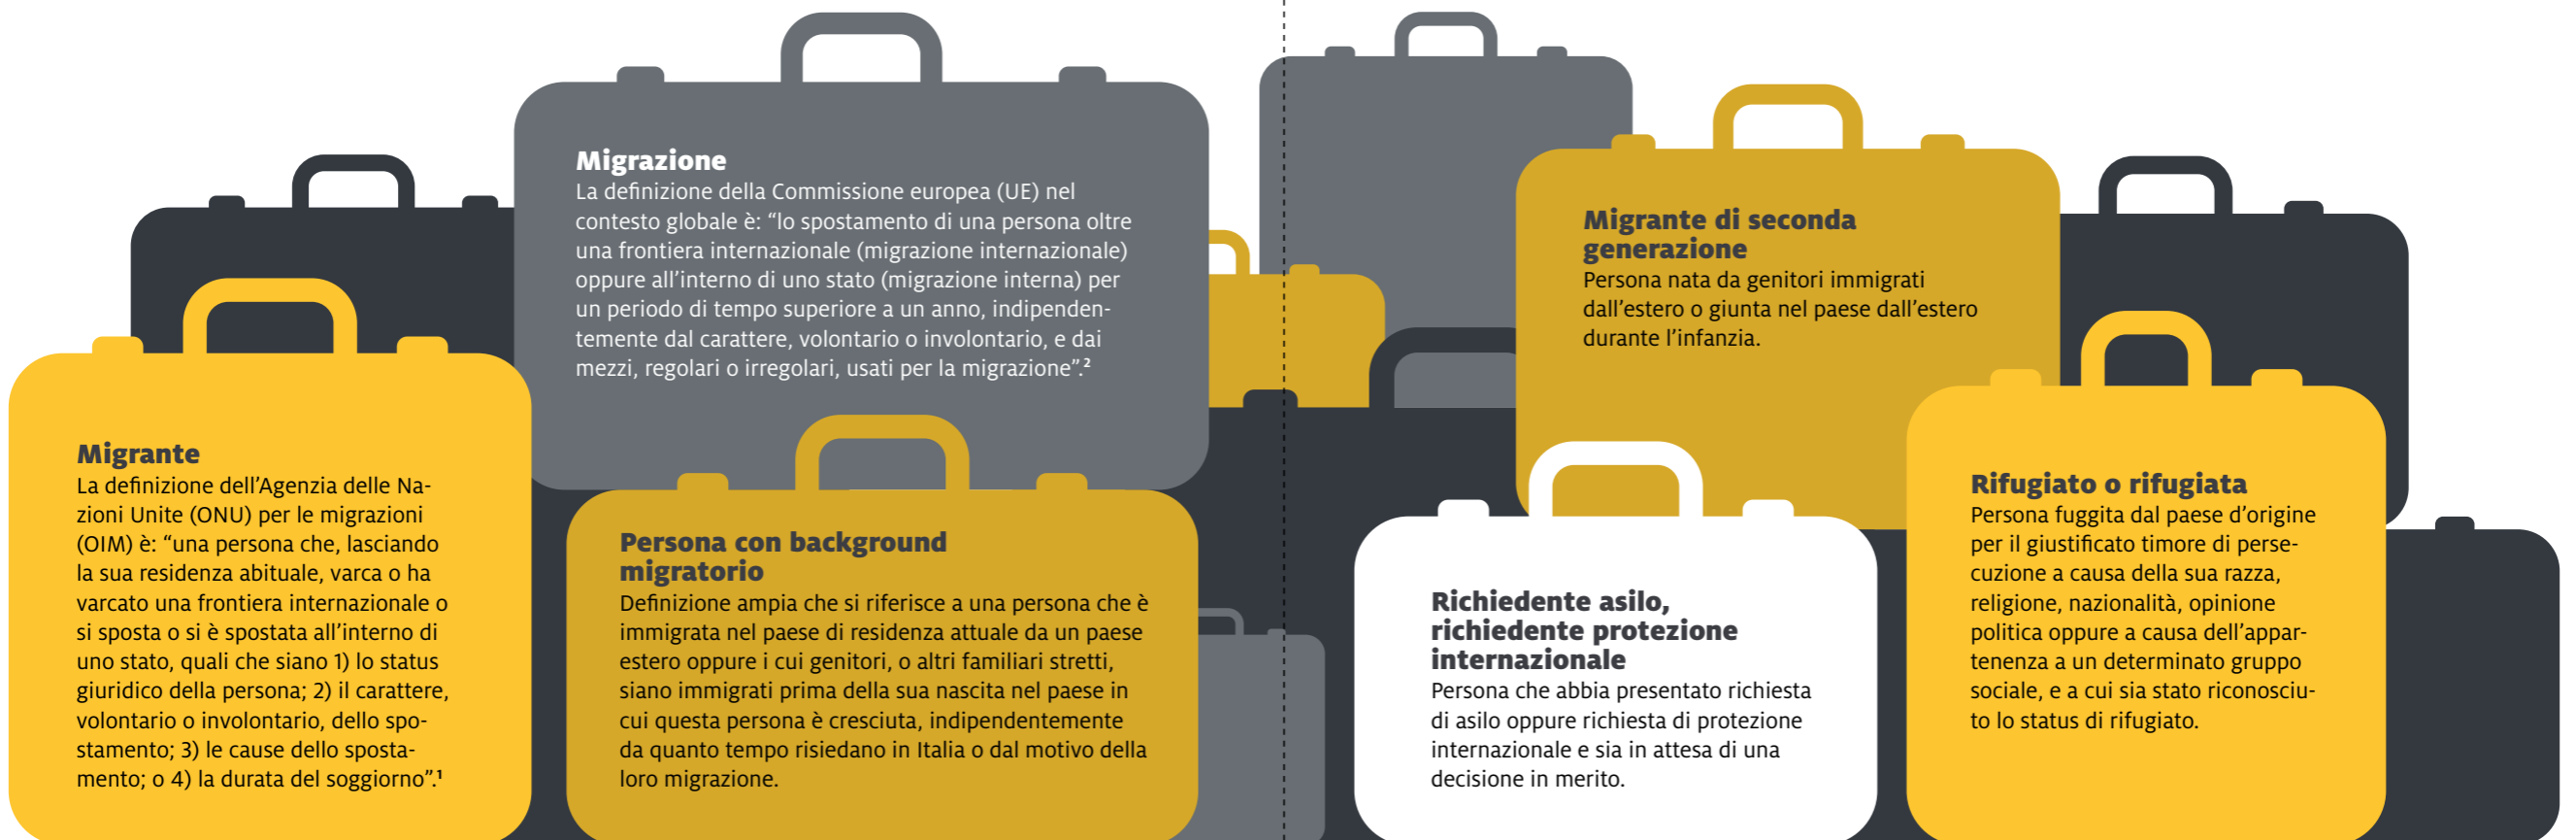 Migrazione
La definizione della Commissione europea (UE) nel
contesto globale è: “lo spostamento di una persona oltre
una frontiera internazionale (migrazione internazionale)
oppure all’interno di uno stato (migrazione interna) per
un periodo di tempo superiore a un anno, indipenden-
temente dal carattere, volontario o involontario, e dai
mezzi, regolari o irregolari, usati per la migrazione”.²
Migrante
La definizione dell’Agenzia delle Na-
zioni Unite (ONU) per le migrazioni
(OIM) è: “una persona che, lasciando
la sua residenza abituale, varca o ha
varcato una frontiera internazionale o
si sposta o si è spostata all’interno di
uno stato, quali che siano 1) lo status
giuridico della persona; 2) il carattere,
volontario o involontario, dello spo-
stamento; 3) le cause dello sposta-
mento; o 4) la durata del soggiorno”.¹
Persona con background
migratorio
Definizione ampia che si riferisce a una persona che è
immigrata nel paese di residenza attuale da un paese
estero oppure i cui genitori, o altri familiari stretti,
siano immigrati prima della sua nascita nel paese in
cui questa persona è cresciuta, indipendentemente
da quanto tempo risiedano in Italia o dal motivo della
loro migrazione.
Migrante di seconda
generazione
Persona nata da genitori immigrati
dall’estero o giunta nel paese dall’estero
durante l’infanzia.
Richiedente asilo,
richiedente protezione
internazionale
Persona che abbia presentato richiesta
di asilo oppure richiesta di protezione
internazionale e sia in attesa di una
decisione in merito.
Rifugiato o rifugiata
Persona fuggita dal paese d’origine
per il giustificato timore di perse-
cuzione a causa della sua razza,
religione, nazionalità, opinione
politica oppure a causa dell’appar-
tenenza a un determinato gruppo
sociale, e a cui sia stato riconosciu-
to lo status di rifugiato.